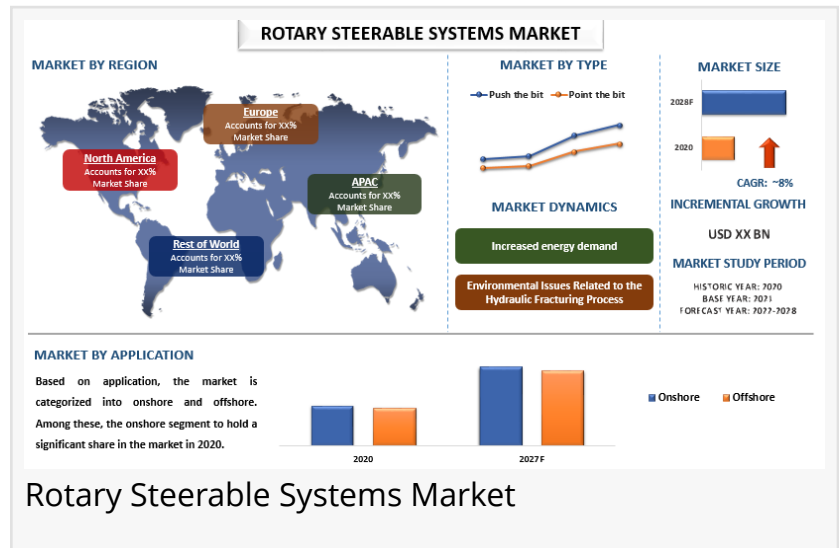 ROTARY STEERABLE SYSTEMS MARKET
MARKET BY REGION
Europe
Accounts for XX%
Market Share
North America
Accounts for XX%
Market Share
APAC
Accounts for XX%
Market Share
Rest of World
Accounts for XX%
Market Share
MARKET BY TYPE
Push the bit
Point the bit
MARKET DYNAMICS
Increased energy demand
Environmental Issues Related to the
Hydraulic Fracturing Process
MARKET SIZE
2028F
2020
CAGR: ~8%
INCREMENTAL GROWTH
USD XX BN
MARKET STUDY PERIOD
HISTORIC YEAR: 2020
BASE YEAR: 2021
FORECAST YEAR: 2022-2028
MARKET BY APPLICATION
Based on application, the market is
categorized into onshore and offshore.
Among these, the onshore segment to hold a
significant share in the market in 2020.
2020
2027F
Onshore
Offshore
Rotary Steerable Systems Market